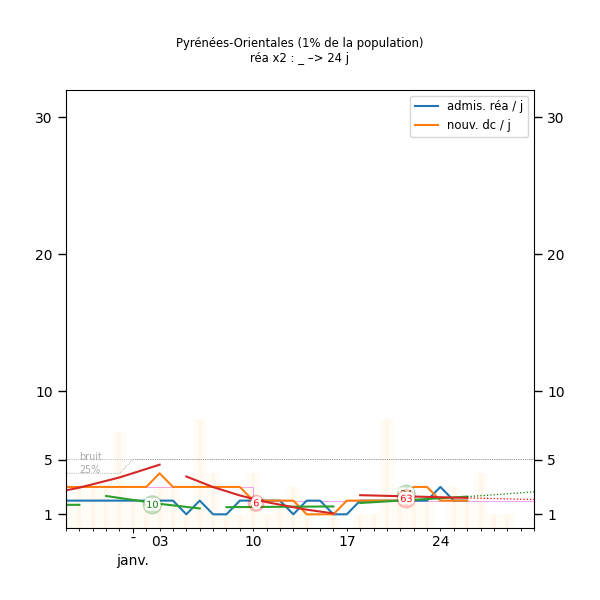 Pyrénées-Orientales (1% de la population)
réa x2 : _ –> 24 j
admis. réa / j
nouv. dc / j
30 30
20 20
10 10
bruit
25%
5 5
10 6 63
1 1
- 03 10 17 24
janv.